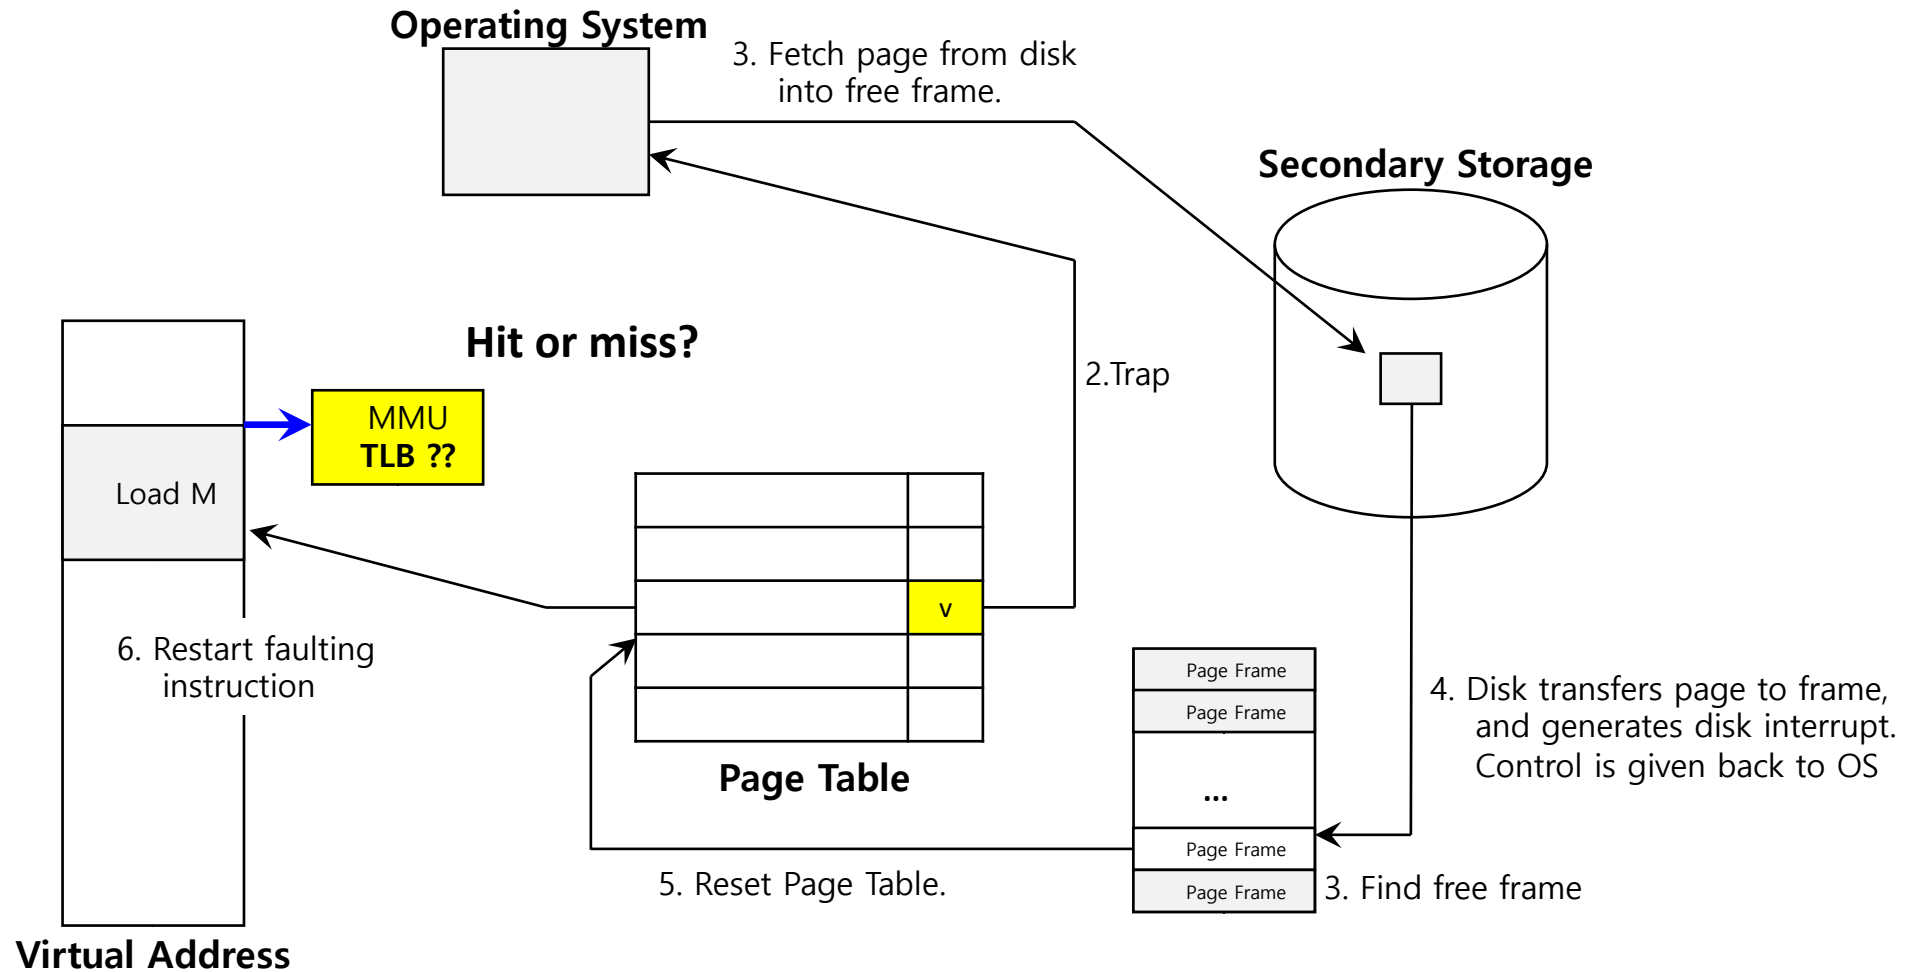 Operating System
3. Fetch page from disk
into free frame.
Secondary Storage
Hit or miss?
2.Trap
MMU
TLB ??
Load M
v
6. Restart faulting
instruction
Page Frame
Page Frame
...
Page Frame
Page Frame
4. Disk transfers page to frame,
and generates disk interrupt.
Control is given back to OS
Page Table
5. Reset Page Table.
3. Find free frame
Virtual Address